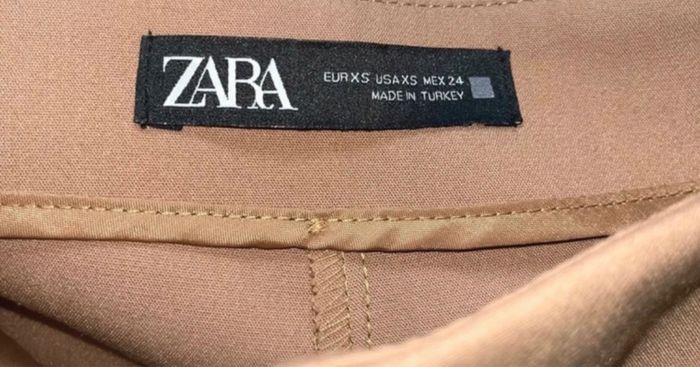 ZARA
EUR XS USA XS MEX 24
MADE IN TURKEY